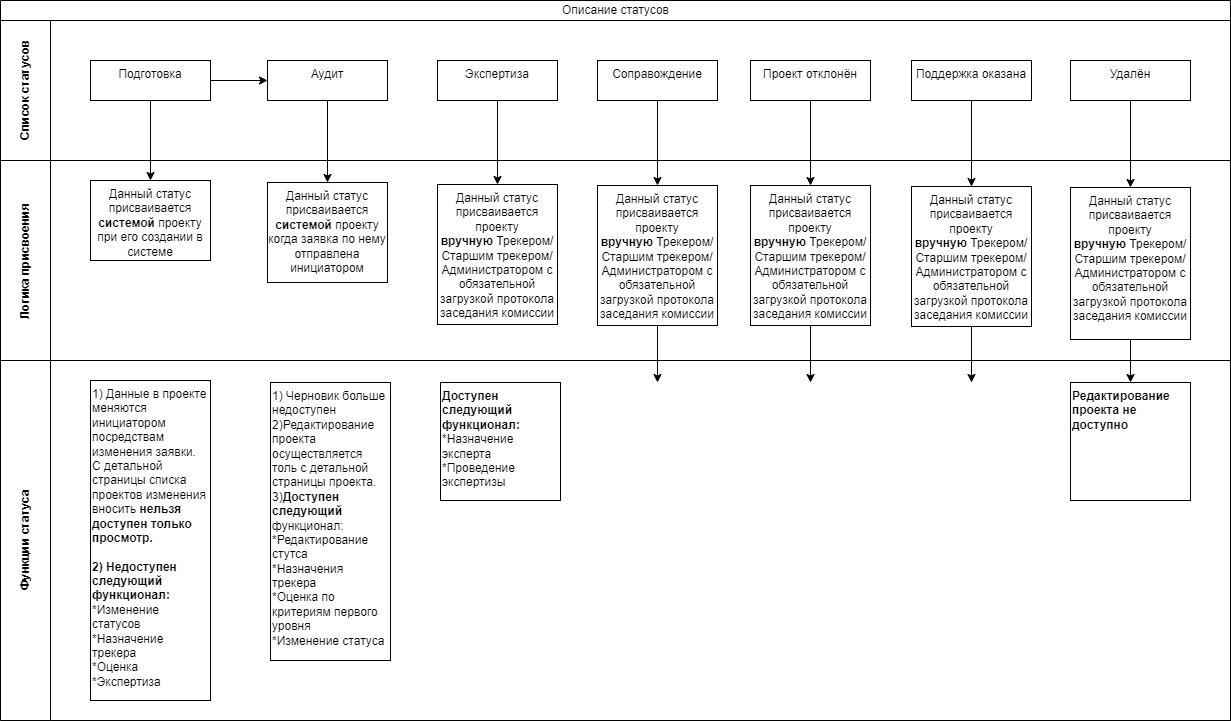 Описание статусов
Список статусов
Подготовка
Аудит
Экспертиза
Соправождение
Проект отклонён
Поддержка оказана
Удалён
Логика присвоения
Данный статус
присваивается
системой проекту
при его создании в
системе
Данный статус
присваивается
системой проекту
когда заявка по нему
отправлена
инициатором
Данный статус
присваивается
проекту
вручную Трекером/
Старшим трекером/
Администратором с
обязательной
загрузкой протокола
заседания комиссии
Данный статус
присваивается
проекту
вручную Трекером/
Старшим трекером/
Администратором с
обязательной
загрузкой протокола
заседания комиссии
Данный статус
присваивается
проекту
вручную Трекером/
Старшим трекером/
Администратором с
обязательной
загрузкой протокола
заседания комиссии
Данный статус
присваивается
проекту
вручную Трекером/
Старшим трекером/
Администратором с
обязательной
загрузкой протокола
заседания комиссии
Данный статус
присваивается
проекту
вручную Трекером/
Старшим трекером/
Администратором с
обязательной
загрузкой протокола
заседания комиссии
Функции статуса
1) Данные в проекте
меняются
инициатором
посредствам
изменения заявки.
С детальной
страницы списка
проектов изменения
вносить нельзя
доступен только
просмотр.
2) Недоступен
следующий
функционал:
*Изменение
статусов
*Назначение
трекера
*Оценка
*Экспертиза
1) Черновик больше
недоступен
2)Редактирование
проекта
осуществляется
толь с детальной
страницы проекта.
3)Доступен
следующий
функционал:
*Редактирование
стутса
*Назначения
трекера
*Оценка по
критериям первого
уровня
*Изменение статуса
Доступен
следующий
функционал:
*Назначение
эксперта
*Проведение
экспертизы
Редактирование
проекта не
доступно